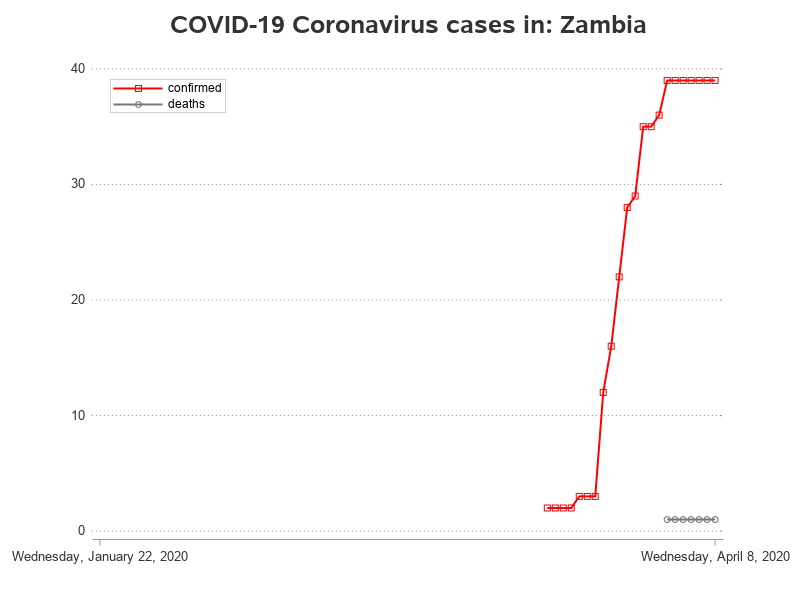 COVID-19 Coronavirus cases in: Zambia
confirmed
deaths
40
30
20
10
0
Wednesday, January 22, 2020
Wednesday, April 8, 2020